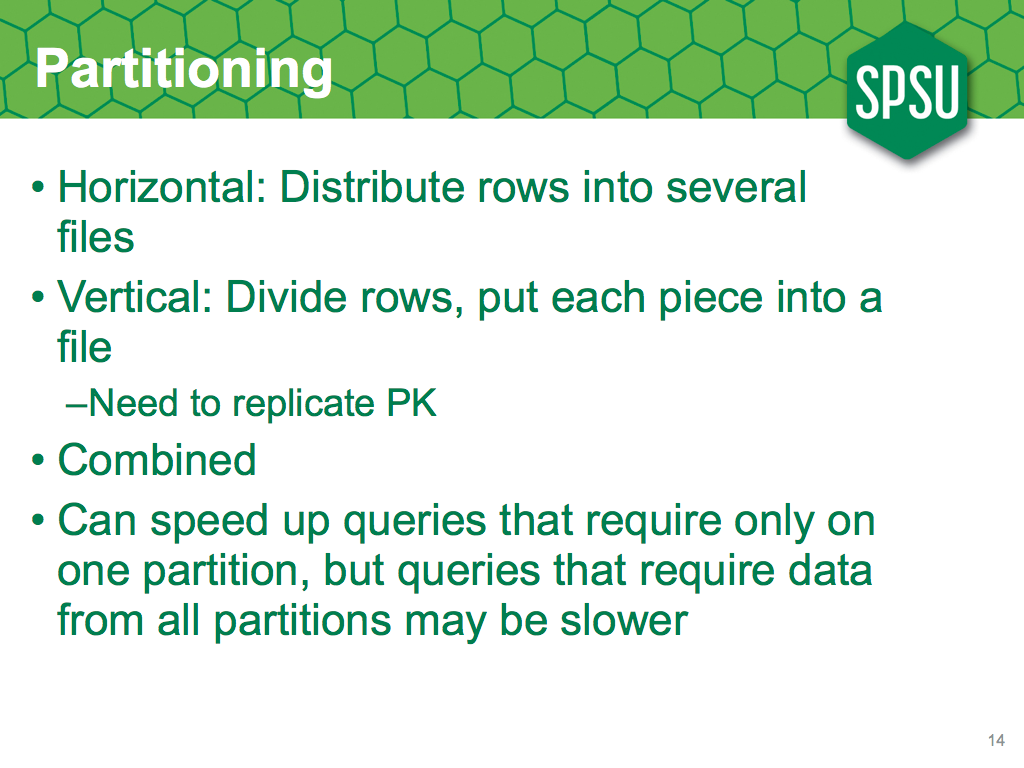 Partitioning
SPSU
• Horizontal: Distribute rows into several
files
• Vertical: Divide rows, put each piece into a
file
–Need to replicate PK
• Combined
• Can speed up queries that require only on
one partition, but queries that require data
from all partitions may be slower
14